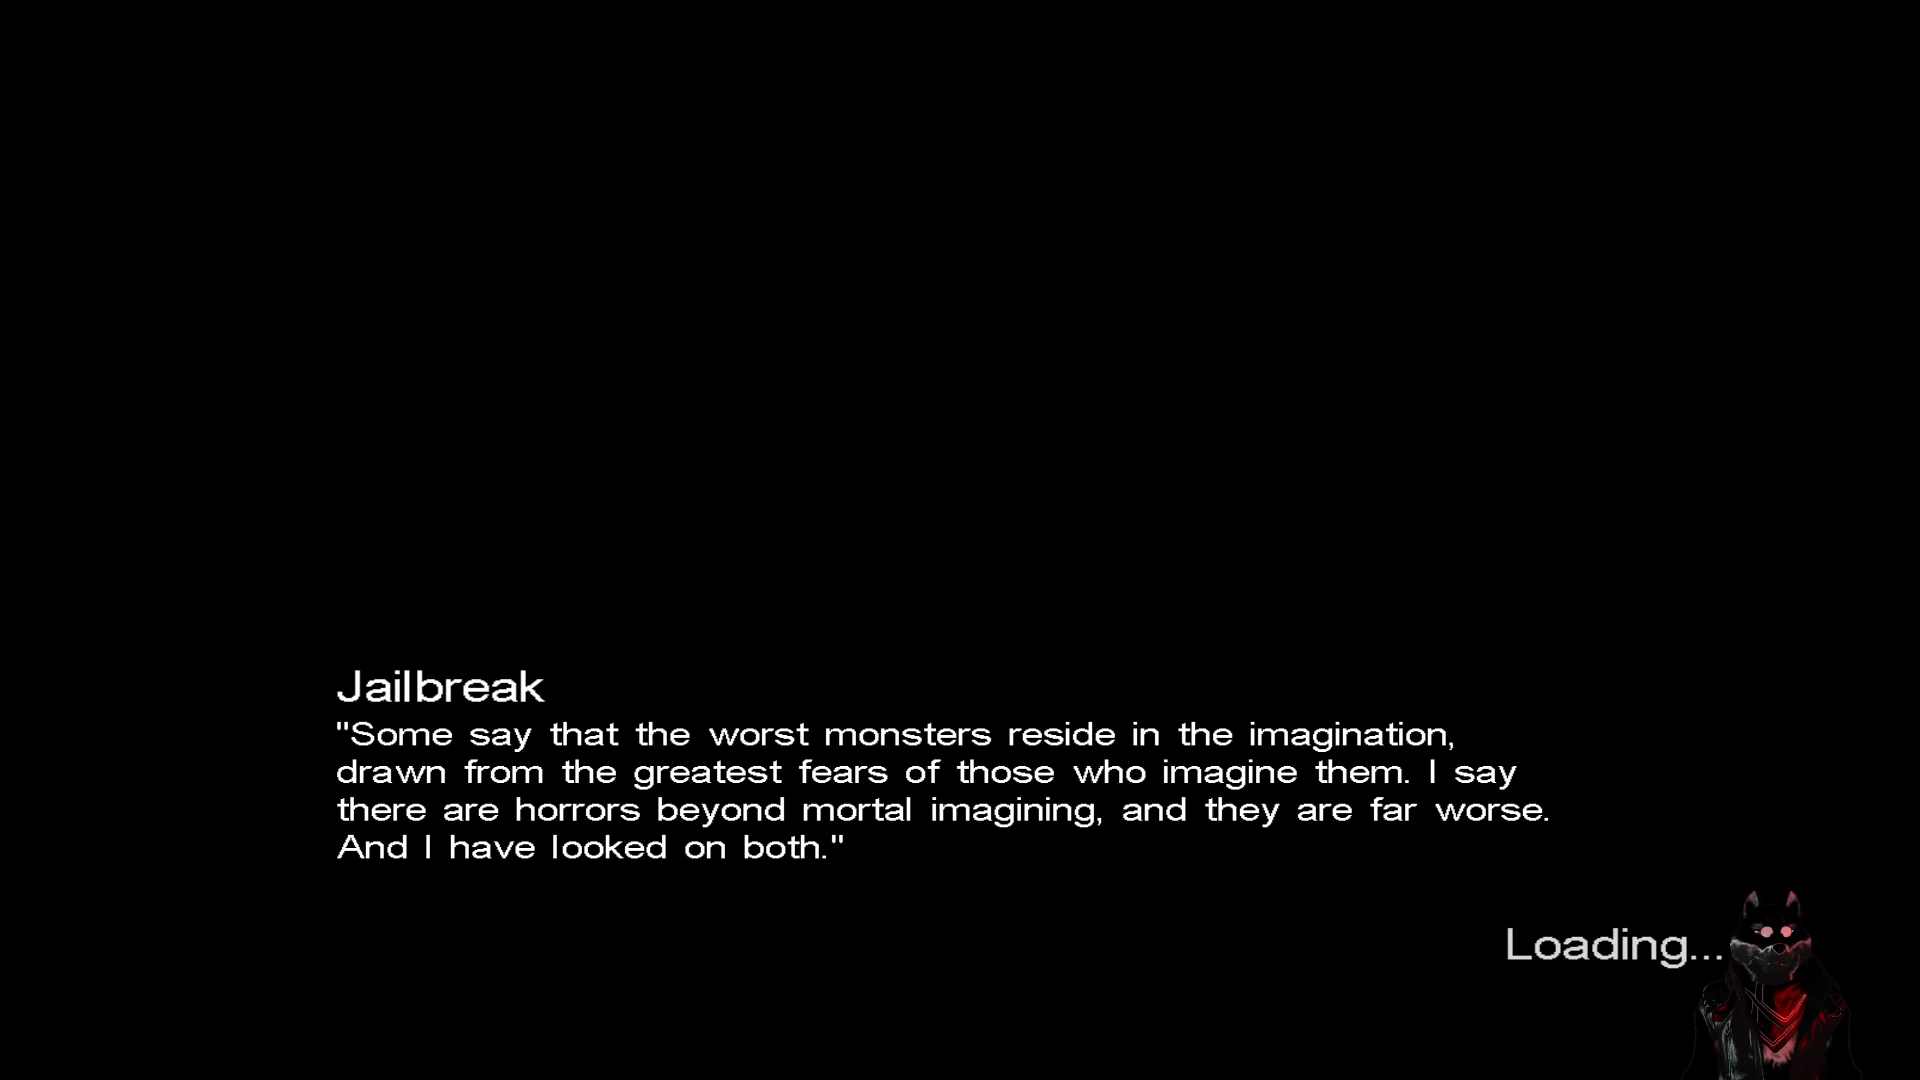 Jailbreak
"Some say that the worst monsters reside in the imagination,
drawn from the greatest fears of those who imagine them. I say
there are horrors beyond mortal imagining, and they are far worse.
And I have looked on both."
Loading...